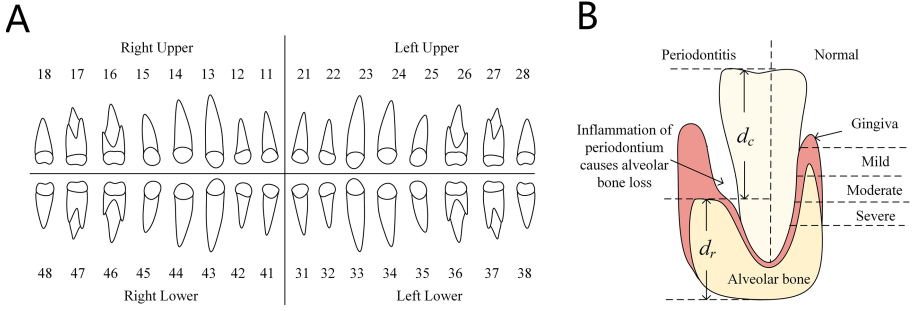 A
Right Upper
Left Upper
18 17 16 15 14 13 12 11 21 22 23 24 25 26 27 28
48 47 46 45 44 43 42 41 31 32 33 34 35 36 37 38
Right Lower
Left Lower
B
Periodontitis
Normal
Inflammation of
periodontium
causes alveolar
bone loss
d_c
Gingiva
Mild
Moderate
Severe
d_r
Alveolar bone